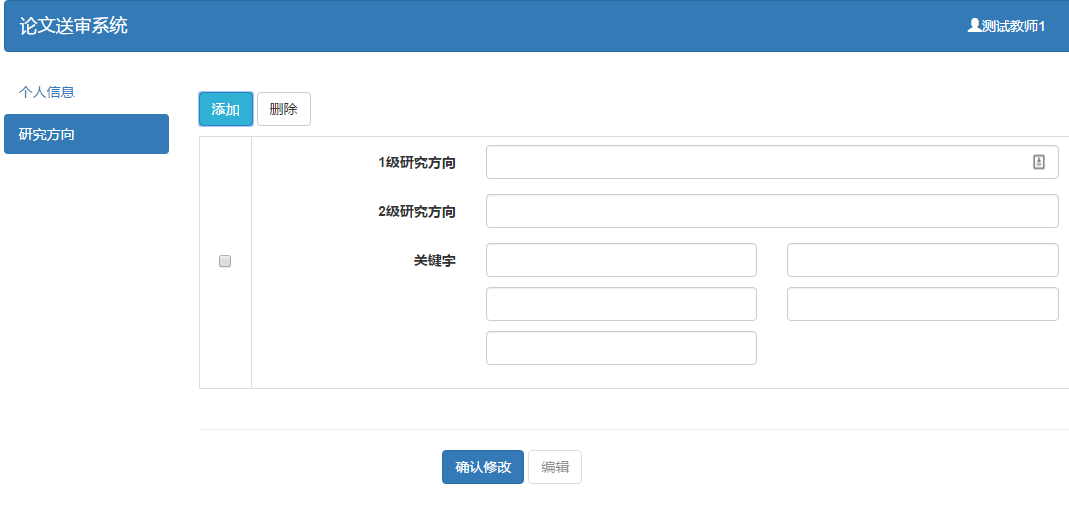 论文送审系统
测试教师1
个人信息
研究方向
添加 删除
1级研究方向
2级研究方向
关键字
确认修改 编辑